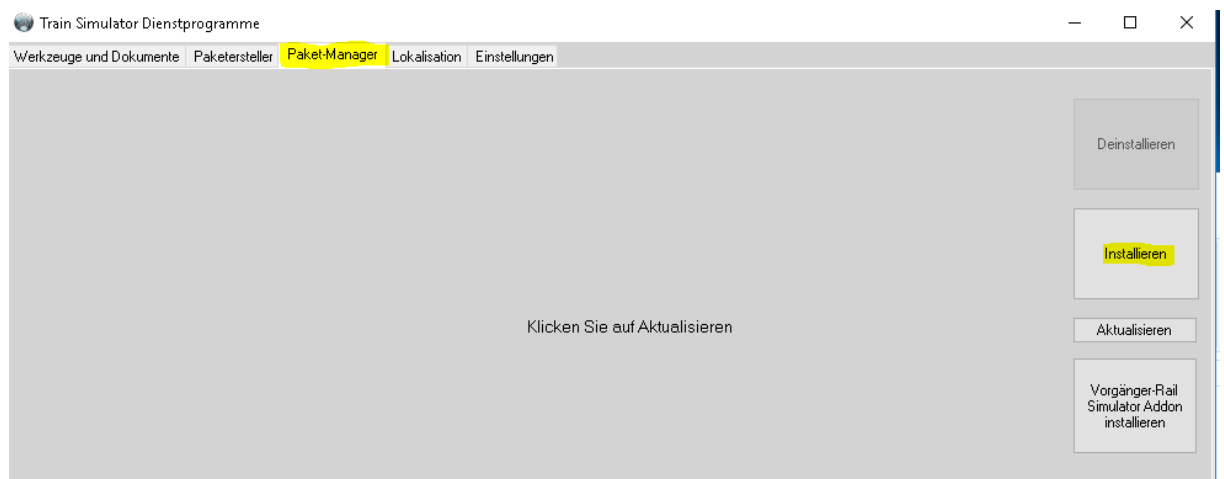 Train Simulator Dienstprogramme
Werkzeuge und Dokumente Paketersteller Paket-Manager Lokalisation Einstellungen
Deinstallieren
Installieren
Klicken Sie auf Aktualisieren
Aktualisieren
Vorgänger-Rail
Simulator Addon
installieren